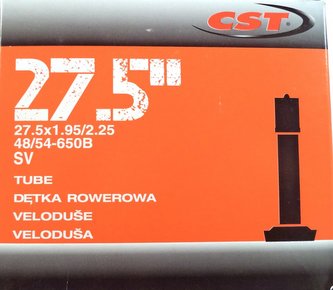 CST
27.5"
27.5x1.95/2.25
48/54-650B
SV
TUBE
DĘTKA ROWEROWA
VELODUŠE
VELODUŠA